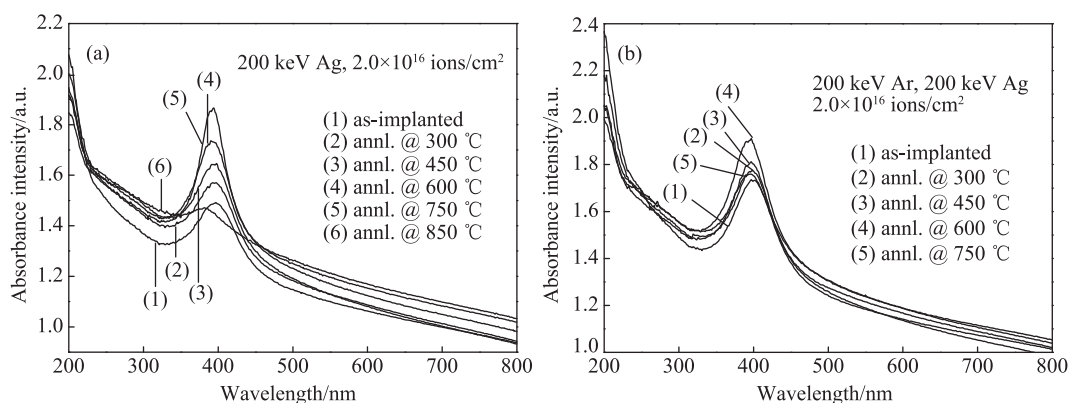 (a)
200 keV Ag, 2.0×10¹⁶ ions/cm²
(4)
(5)
(6)
(1) as-implanted
(2) annl. @ 300 ℃
(3) annl. @ 450 ℃
(4) annl. @ 600 ℃
(5) annl. @ 750 ℃
(6) annl. @ 850 ℃
(1)
(2)
(3)
2.2
2.0
1.8
1.6
1.4
1.2
1.0
200 300 400 500 600 700 800
Absorbance intensity/a.u.
Wavelength/nm
(b)
200 keV Ar, 200 keV Ag
2.0×10¹⁶ ions/cm²
(4)
(3)
(2)
(5)
(1)
(1) as-implanted
(2) annl. @ 300 ℃
(3) annl. @ 450 ℃
(4) annl. @ 600 ℃
(5) annl. @ 750 ℃
2.4
2.2
2.0
1.8
1.6
1.4
1.2
1.0
200 300 400 500 600 700 800
Absorbance intensity/a.u.
Wavelength/nm